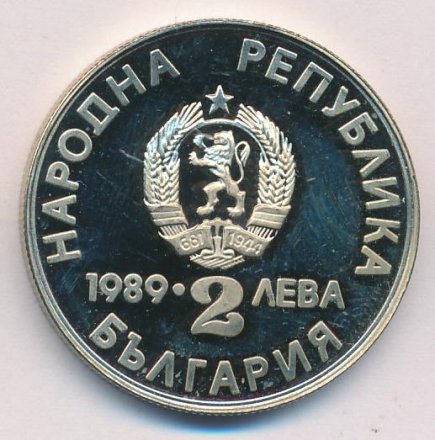 НАРОДНА РЕПУБЛИКА
681 1944
1989 • 2 ЛЕВА
БЪЛГАРИЯ